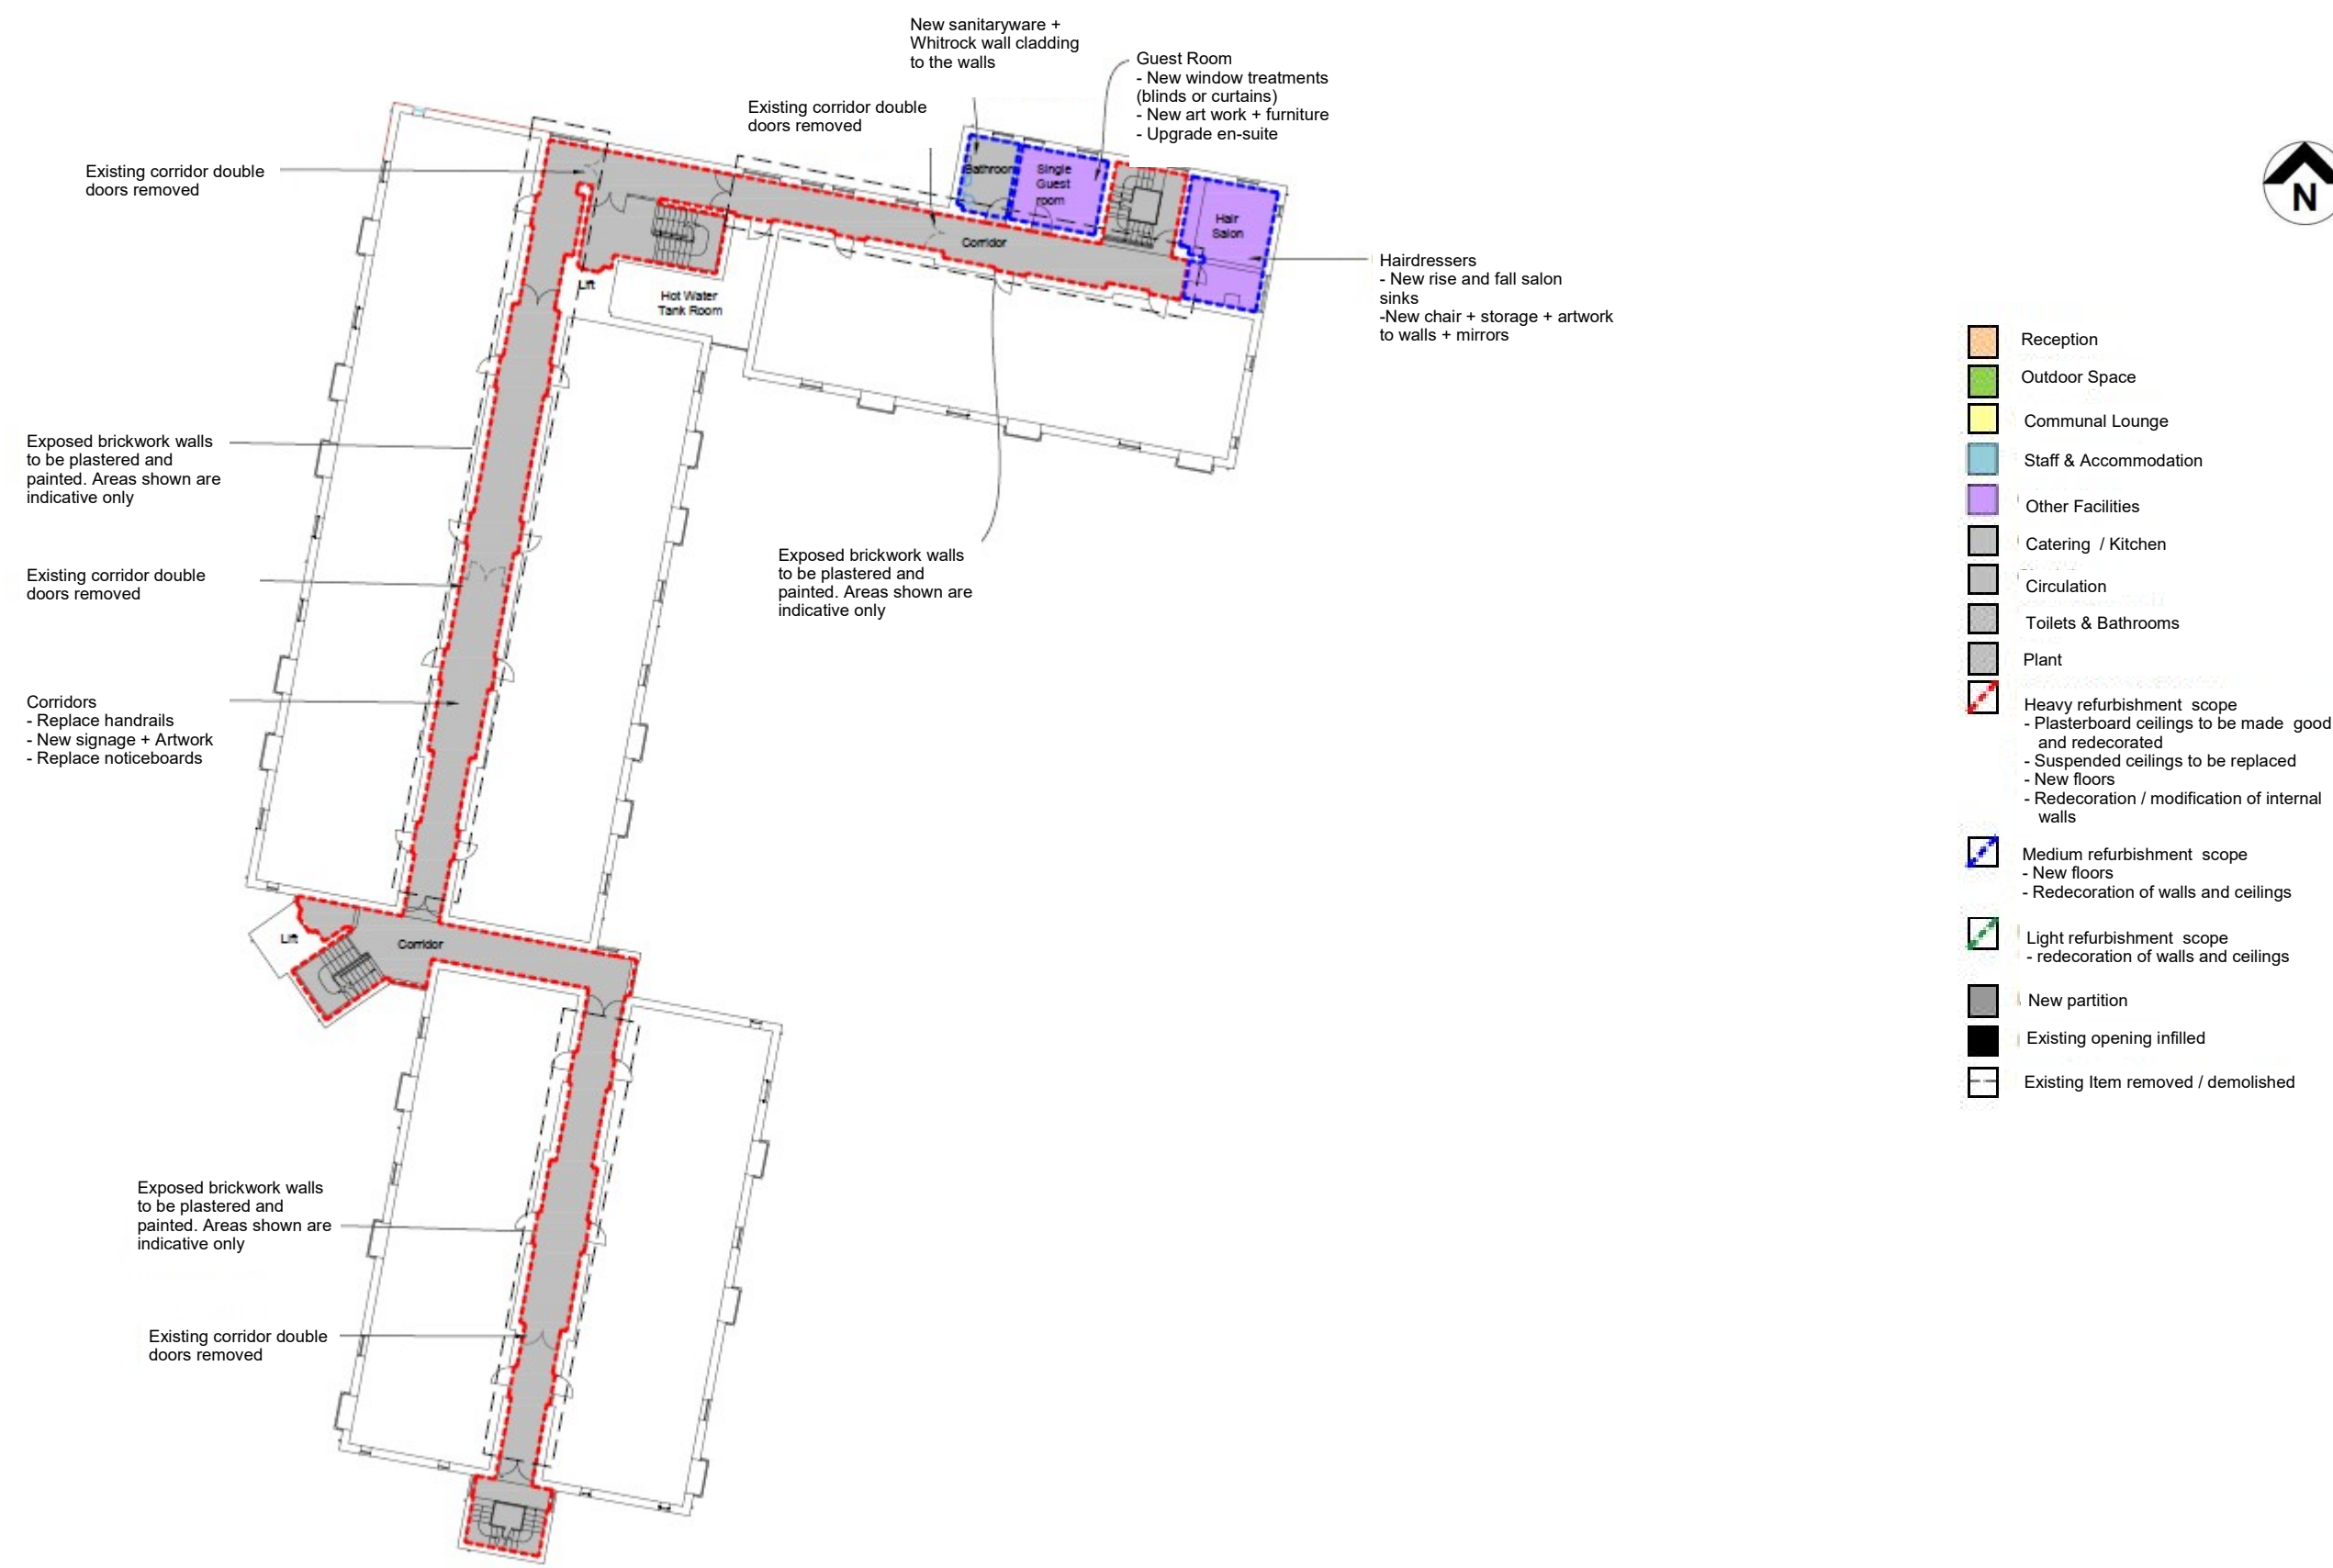 New sanitaryware +
Whitrock wall cladding
to the walls
Guest Room
- New window treatments
(blinds or curtains)
- New art work + furniture
- Upgrade en-suite
Existing corridor double
doors removed
Existing corridor double
doors removed
Bathroom
Single
Guest
room
Hair
Salon
N
Corridor
Lift
Hot Water
Tank Room
Hairdressers
- New rise and fall salon
sinks
-New chair + storage + artwork
to walls + mirrors
Exposed brickwork walls
to be plastered and
painted. Areas shown are
indicative only
Existing corridor double
doors removed
Exposed brickwork walls
to be plastered and
painted. Areas shown are
indicative only
Corridors
- Replace handrails
- New signage + Artwork
- Replace noticeboards
Lift
Corridor
Exposed brickwork walls
to be plastered and
painted. Areas shown are
indicative only
Existing corridor double
doors removed
Reception
Outdoor Space
Communal Lounge
Staff & Accommodation
Other Facilities
Catering / Kitchen
Circulation
Toilets & Bathrooms
Plant
Heavy refurbishment scope
- Plasterboard ceilings to be made good
and redecorated
- Suspended ceilings to be replaced
- New floors
- Redecoration / modification of internal
walls
Medium refurbishment scope
- New floors
- Redecoration of walls and ceilings
Light refurbishment scope
- redecoration of walls and ceilings
New partition
Existing opening infilled
Existing Item removed / demolished